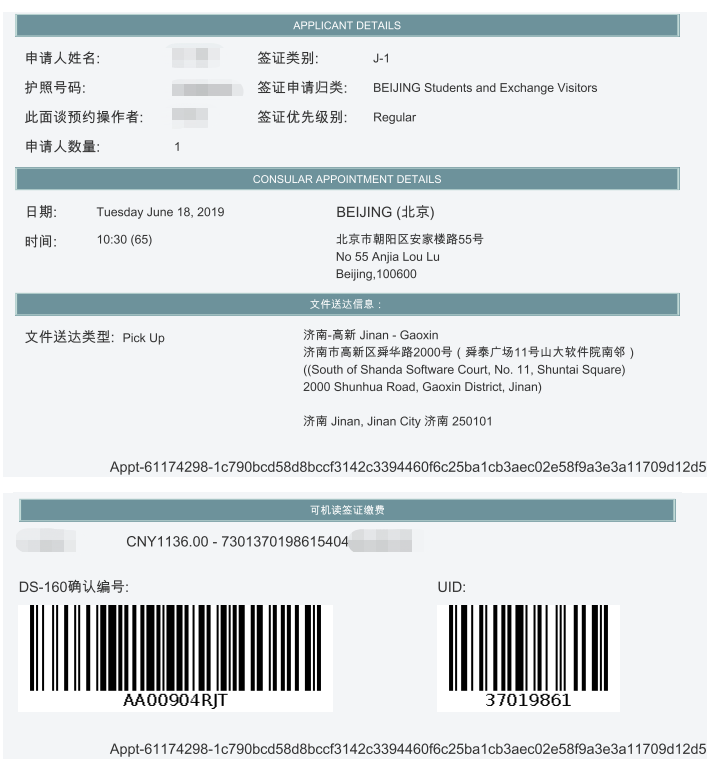 APPLICANT DETAILS
申请人姓名: 签证类别: J-1
护照号码: 签证申请归类: BEIJING Students and Exchange Visitors
此面谈预约操作者: 签证优先级别: Regular
申请人数量: 1
CONSULAR APPOINTMENT DETAILS
日期: Tuesday June 18, 2019 BEIJING (北京)
时间: 10:30 (65) 北京市朝阳区安家楼路55号
No 55 Anjia Lou Lu
Beijing,100600
文件送达信息：
文件送达类型: Pick Up 济南-高新 Jinan - Gaoxin
济南市高新区舜华路2000号（舜泰广场11号山大软件院南邻）
((South of Shanda Software Court, No. 11, Shuntai Square)
2000 Shunhua Road, Gaoxin District, Jinan)
济南 Jinan, Jinan City 济南 250101
Appt-61174298-1c790bcd58d8bccf3142c3394460f6c25ba1cb3aec02e58f9a3e3a11709d12d5
可机读签证缴费
CNY1136.00 - 7301370198615404
DS-160确认编号: UID:
AA00904RJT 37019861
Appt-61174298-1c790bcd58d8bccf3142c3394460f6c25ba1cb3aec02e58f9a3e3a11709d12d5